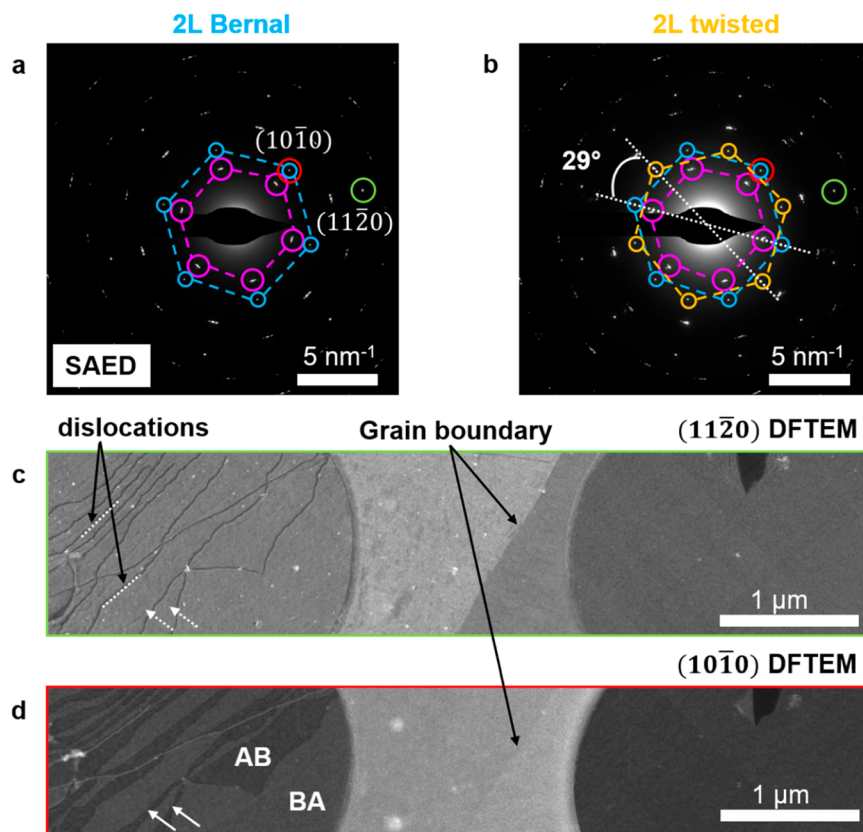 2L Bernal
2L twisted
a
b
(101̅0)
(112̅0)
29°
SAED
5 nm⁻¹
5 nm⁻¹
dislocations
Grain boundary
(112̅0) DFTEM
c
1 µm
(101̅0) DFTEM
d
AB
BA
1 µm